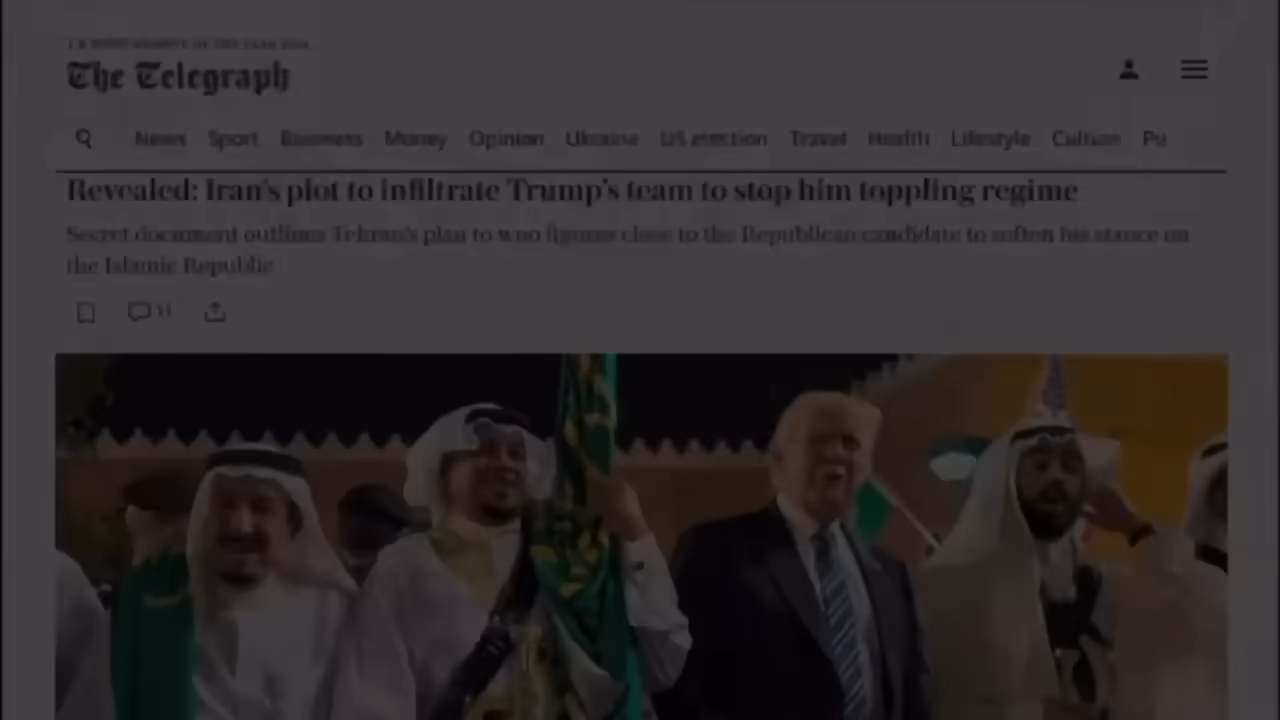 The Telegraph
News Sport Business Money Opinion Ukraine US election Travel Health Lifestyle Culture Pu
Revealed: Iran's plot to infiltrate Trump's team to stop him toppling regime
Secret document outlines Tehran's plan to woo figures close to the Republican candidate to soften his stance on
the Islamic Republic
11